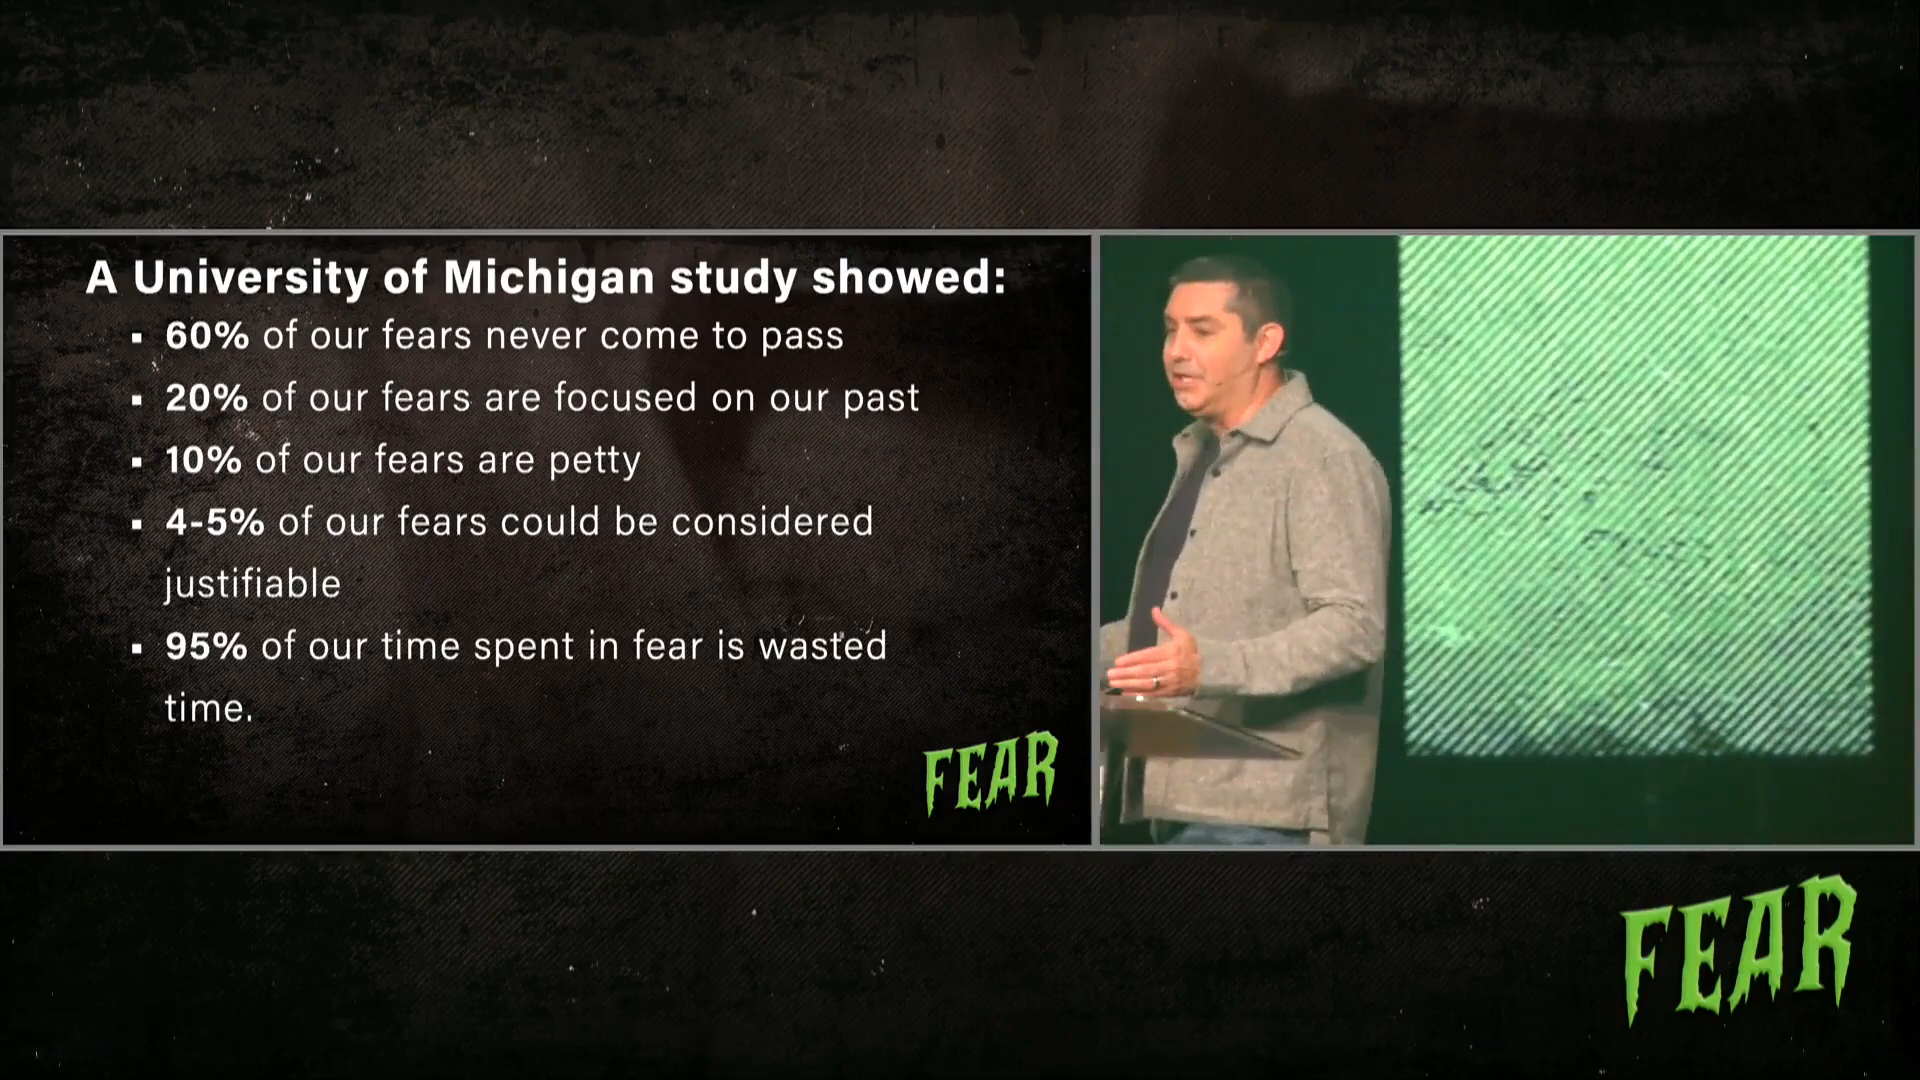 A University of Michigan study showed:
▪ 60% of our fears never come to pass
▪ 20% of our fears are focused on our past
▪ 10% of our fears are petty
▪ 4-5% of our fears could be considered
justifiable
▪ 95% of our time spent in fear is wasted
time.
FEAR
FEAR